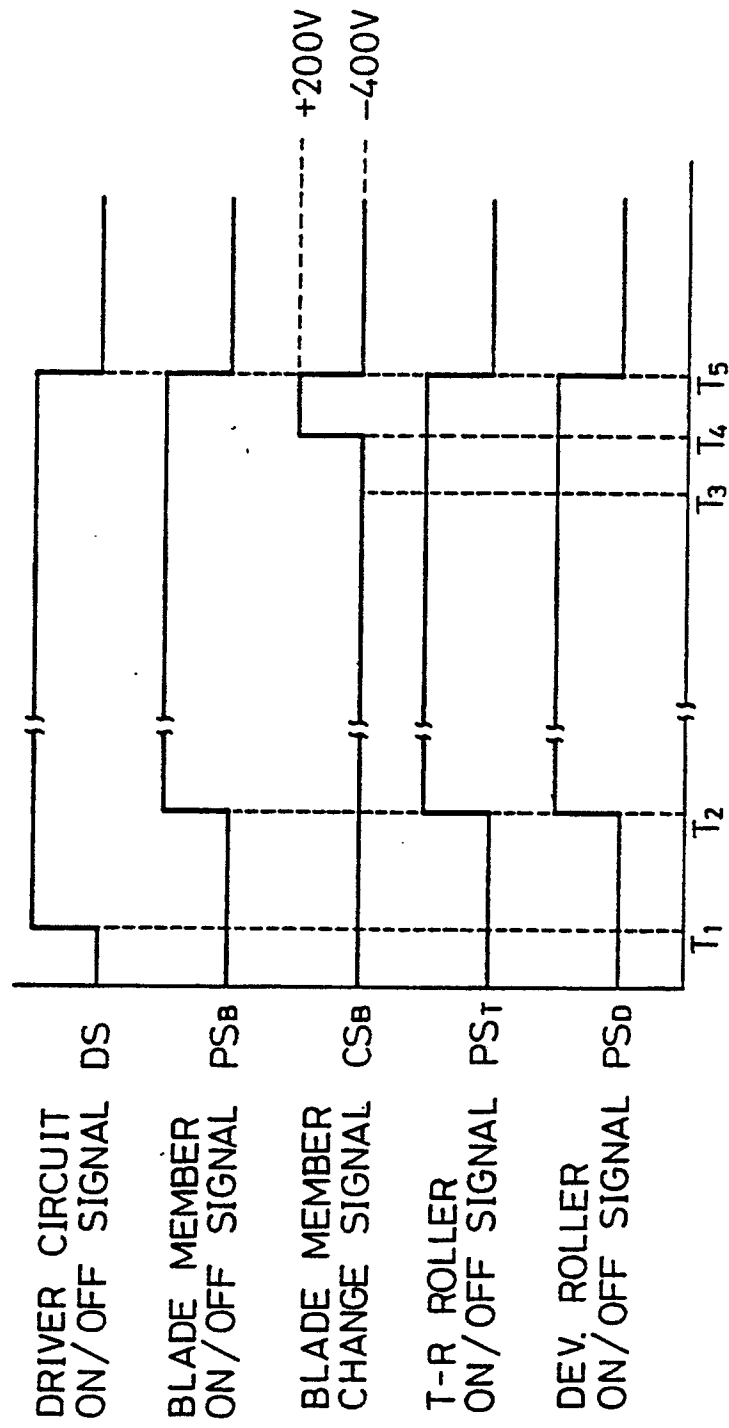 DRIVER CIRCUIT
ON/OFF SIGNAL DS
BLADE MEMBER
ON/OFF SIGNAL PSB
BLADE MEMBER
CHANGE SIGNAL CSB
T-R ROLLER
ON/OFF SIGNAL PST
DEV. ROLLER
ON/OFF SIGNAL PSD
+200V
-400V
T1 T2 T3 T4 T5